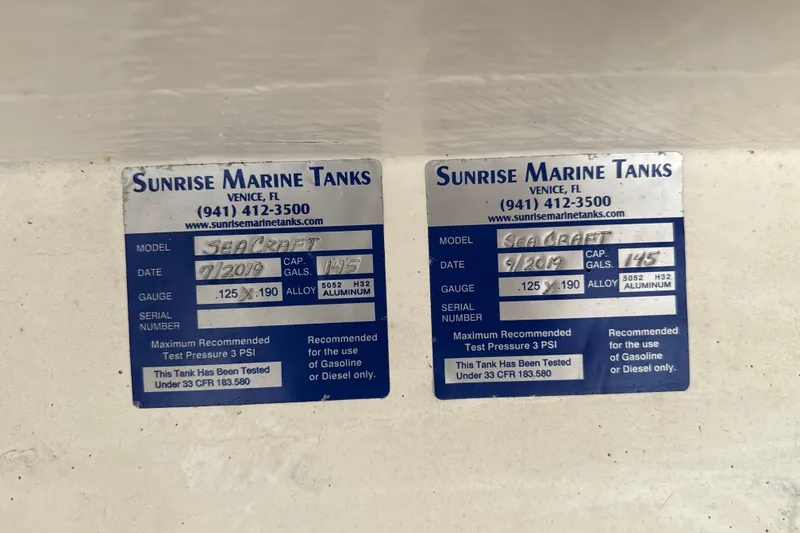 SUNRISE MARINE TANKS
VENICE, FL
(941) 412-3500
www.sunrisemarinetanks.com
MODEL SEACRAFT
DATE 7/2019 CAP. GALS. 145
GAUGE .125 X .190 ALLOY 5052 H32 ALUMINUM
SERIAL NUMBER
Maximum Recommended
Test Pressure 3 PSI
This Tank Has Been Tested
Under 33 CFR 183.580
Recommended
for the use
of Gasoline
or Diesel only.
SUNRISE MARINE TANKS
VENICE, FL
(941) 412-3500
www.sunrisemarinetanks.com
MODEL SEACRAFT
DATE 9/2019 CAP. GALS. 145
GAUGE .125 X .190 ALLOY 5052 H32 ALUMINUM
SERIAL NUMBER
Maximum Recommended
Test Pressure 3 PSI
This Tank Has Been Tested
Under 33 CFR 183.580
Recommended
for the use
of Gasoline
or Diesel only.